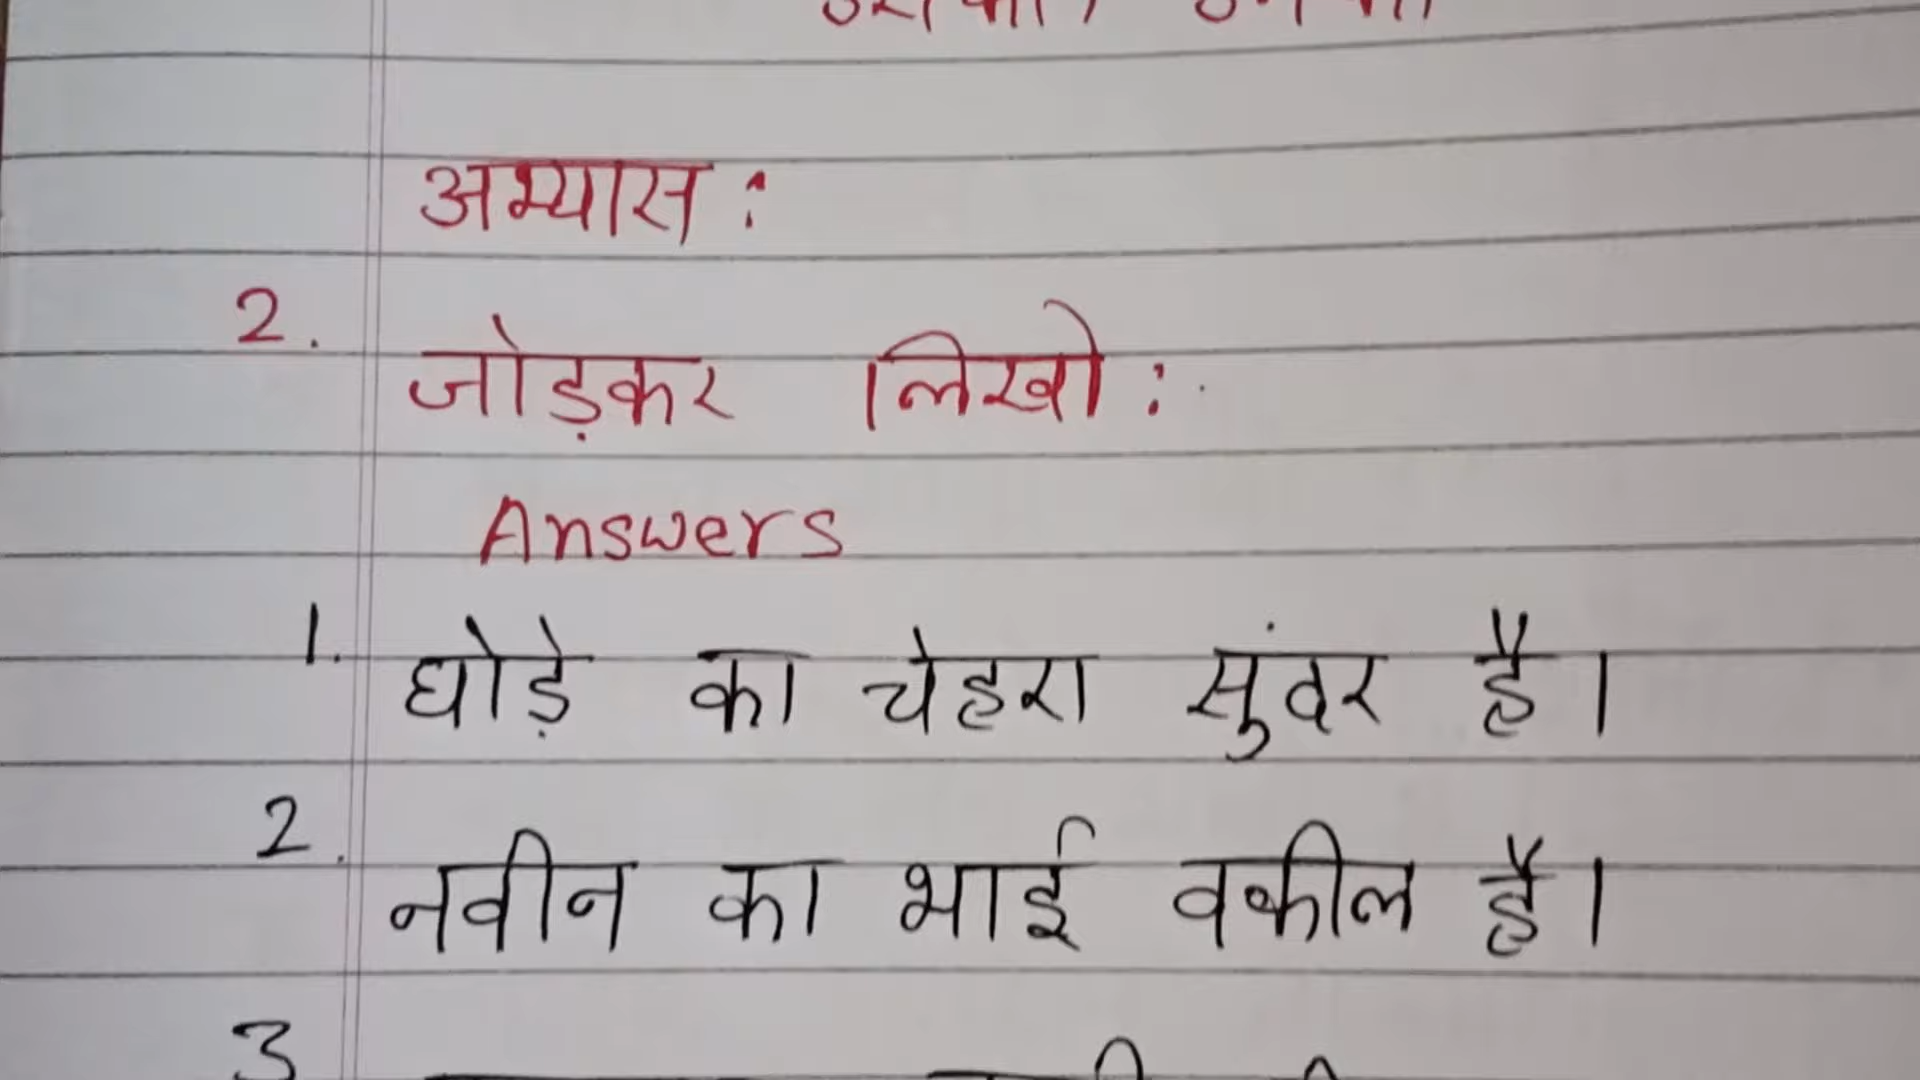 अभ्यास :
2. जोड़कर लिखो :
Answers
1. घोड़े का चेहरा सुंदर है।
2. नवीन का भाई वकील है।
3